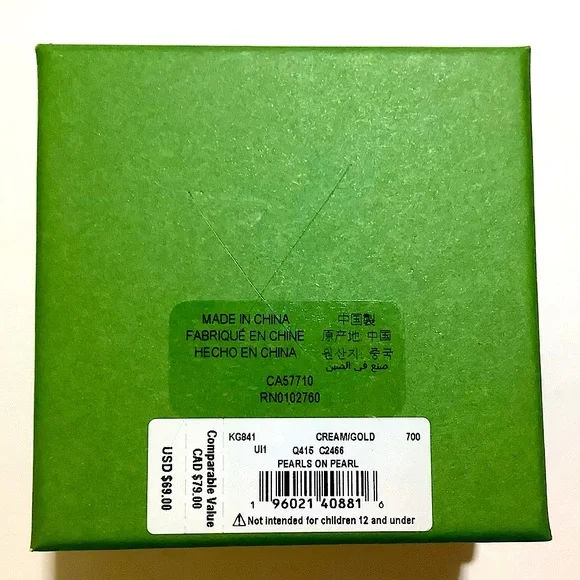 MADE IN CHINA
FABRIQUÉ EN CHINE
HECHO EN CHINA
中国製
原产地: 中国
원산지: 중국
صنع في الصين
CA57710
RN0102760
KG841 CREAM/GOLD 700
UI1 Q415 C2466
PEARLS ON PEARL
1 96021 40881 6
Not intended for children 12 and under
Comparable Value
CAD $79.00
USD $69.00